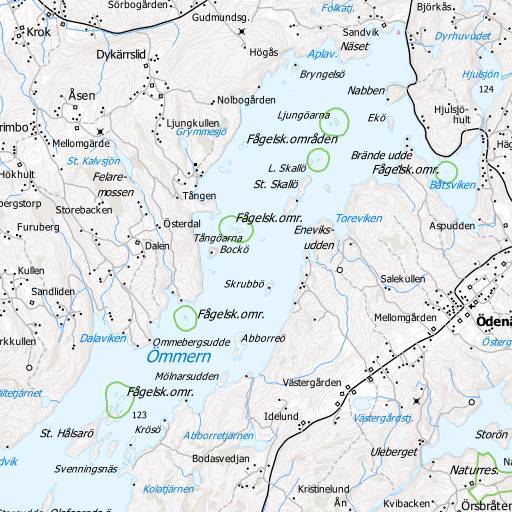 Sörbogården
Folkatj.
Björkås
Krok
Gudmundsg.
Sandvik
Dyrhuvudet
Näset
Högås
Aplav.
Dykärrslid
Bryngelsö
Hjulsjön
124
Nabben
Åsen
Nolbogården
Ljungöarna
Hjulsjö-
hult
Ekö
Ljungkullen
Grymmesjö
rimbo
Mellomgårde
Fågelsk.områden
St. Kalvsjön
Brände udde
Hökhult
L. Skallö
Fågelsk.omr.
Felare-
mossen
St. Skallö
Båtsviken
Tången
bergstorp
Storebacken
Fågelsk.omr.
Toreviken
Furuberg
Österdal
Eneviks-
udden
Aspudden
Tångöarna
Dalen
Bockö
Kullen
Salekullen
Sandliden
Skrubbö
Fågelsk.omr.
Mellomgården
Ödenä
Dalaviken
Ommebergsudde
Abborreö
rkkullen
Ömmern
Mölnarsudden
Västergården
Fågelsk.omr.
123
Idelund
Västergårdstj.
Krösö
St. Hålsarö
Abborretjärnen
Storön
Uleberget
Svenningsnäs
Bodasvedjan
Naturres.
Kolatjärnen
Kristinelund
Ån
Kvibacken
Örsbråten